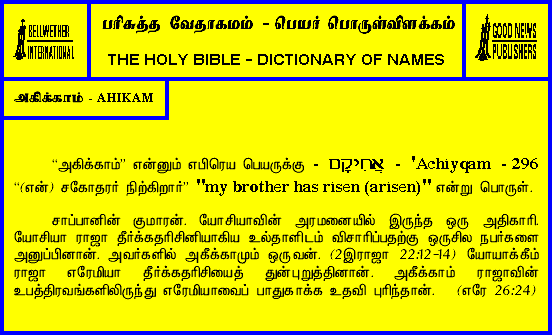 BELLWETHER
INTERNATIONAL
பரிசுத்த வேதாகமம் - பெயர் பொருள்விளக்கம்
THE HOLY BIBLE - DICTIONARY OF NAMES
GOOD NEWS
PUBLISHERS
அகிக்காம் - AHIKAM
“அகிக்காம்” என்னும் எபிரெய பெயருக்கு - אֲחִיקָם - 'Achiyqam - 296
“(என்) சகோதரர் நிற்கிறார்” "my brother has risen (arisen)" என்று பொருள்.
சாப்பானின் குமாரன். யோசியாவின் அரமனையில் இருந்த ஒரு அதிகாரி.
யோசியா ராஜா தீர்க்கதரிசினியாகிய உல்தாளிடம் விசாரிப்பதற்கு ஒருசில நபர்களை
அனுப்பினான். அவர்களில் அகீக்காமும் ஒருவன். (2இராஜா 22:12-14) யோயாக்கீம்
ராஜா எரேமியா தீர்க்கதரிசியைத் துன்புறுத்தினான். அகீக்காம் ராஜாவின்
உபத்திரவங்களிலிருந்து எரேமியாவைப் பாதுகாக்க உதவி புரிந்தான். (எரே 26:24)